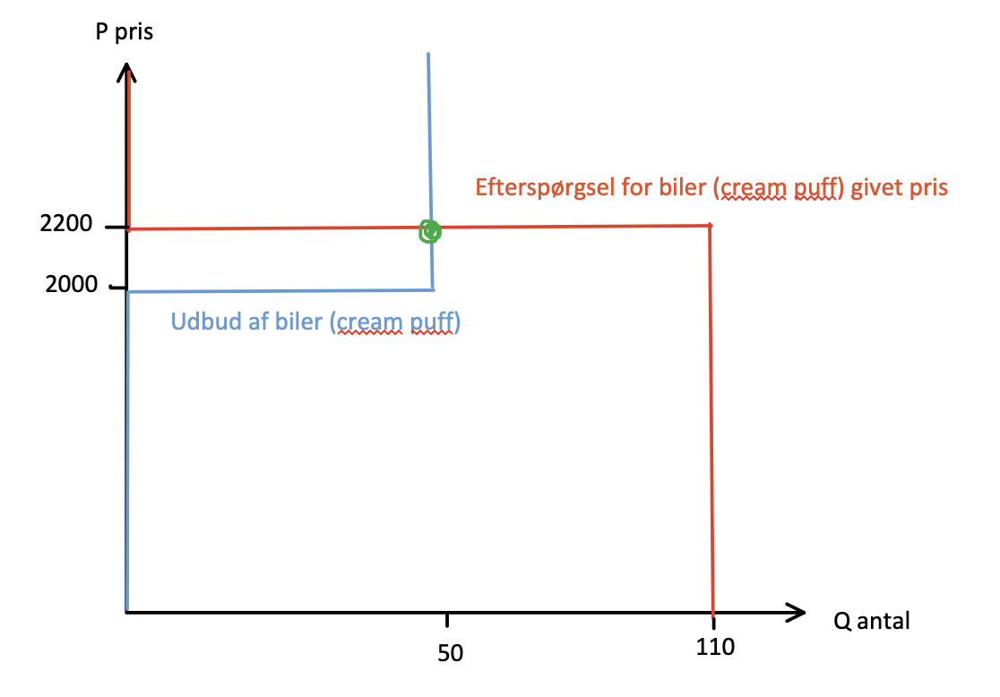 P pris
Efterspørgsel for biler (cream puff) givet pris
2200
2000
Udbud af biler (cream puff)
Q antal
50
110